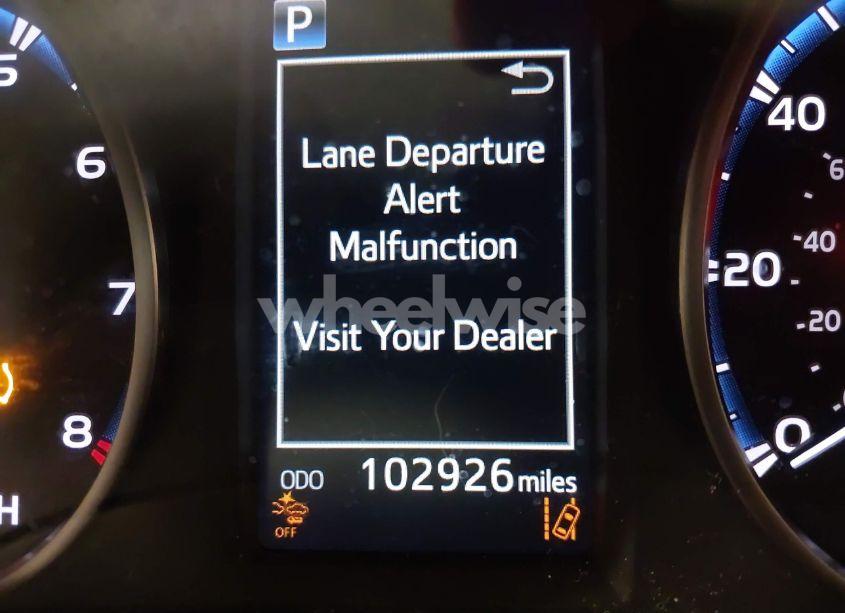 P
5
6
7
8
H
Lane Departure
Alert
Malfunction
wheelwise
Visit Your Dealer
ODO 102926 miles
OFF
40
20
0
40
20